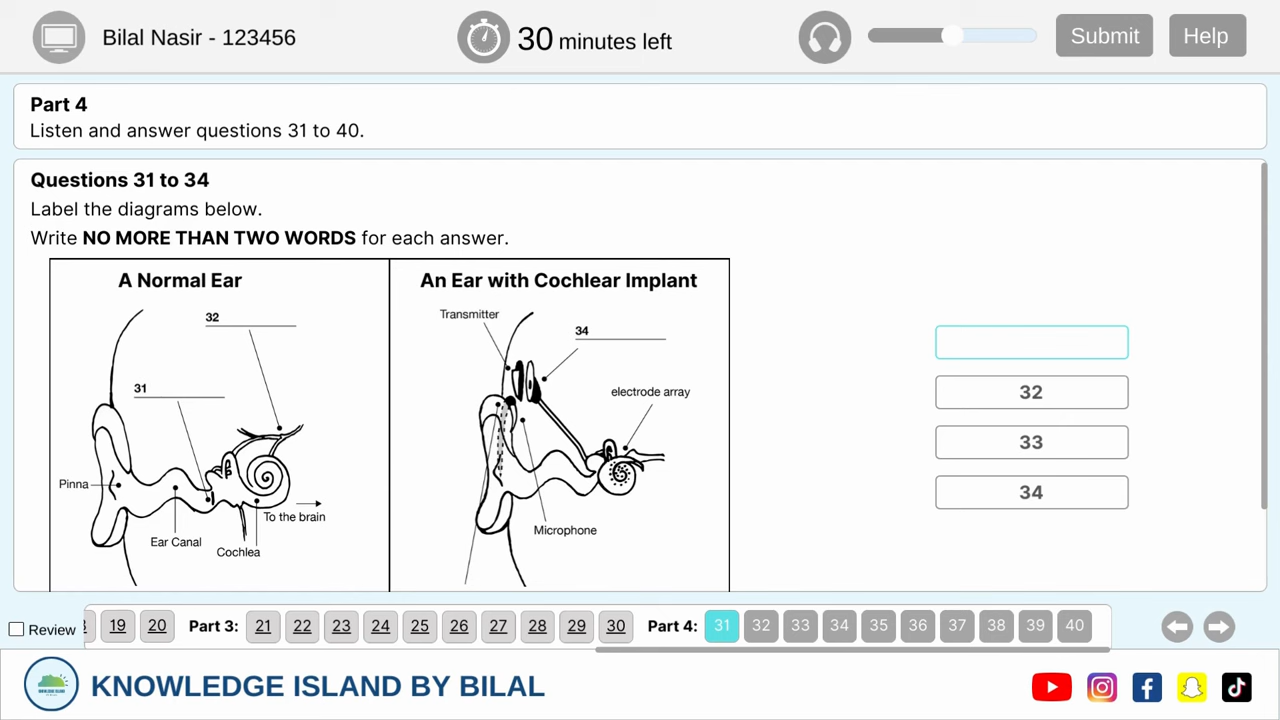 Bilal Nasir - 123456
30 minutes left
Submit
Help
Part 4
Listen and answer questions 31 to 40.
Questions 31 to 34
Label the diagrams below.
Write NO MORE THAN TWO WORDS for each answer.
A Normal Ear
32
31
Pinna
Ear Canal
Cochlea
To the brain
An Ear with Cochlear Implant
Transmitter
34
electrode array
Microphone
32
33
34
Review
19 20 Part 3: 21 22 23 24 25 26 27 28 29 30 Part 4: 31 32 33 34 35 36 37 38 39 40
KNOWLEDGE ISLAND BY BILAL